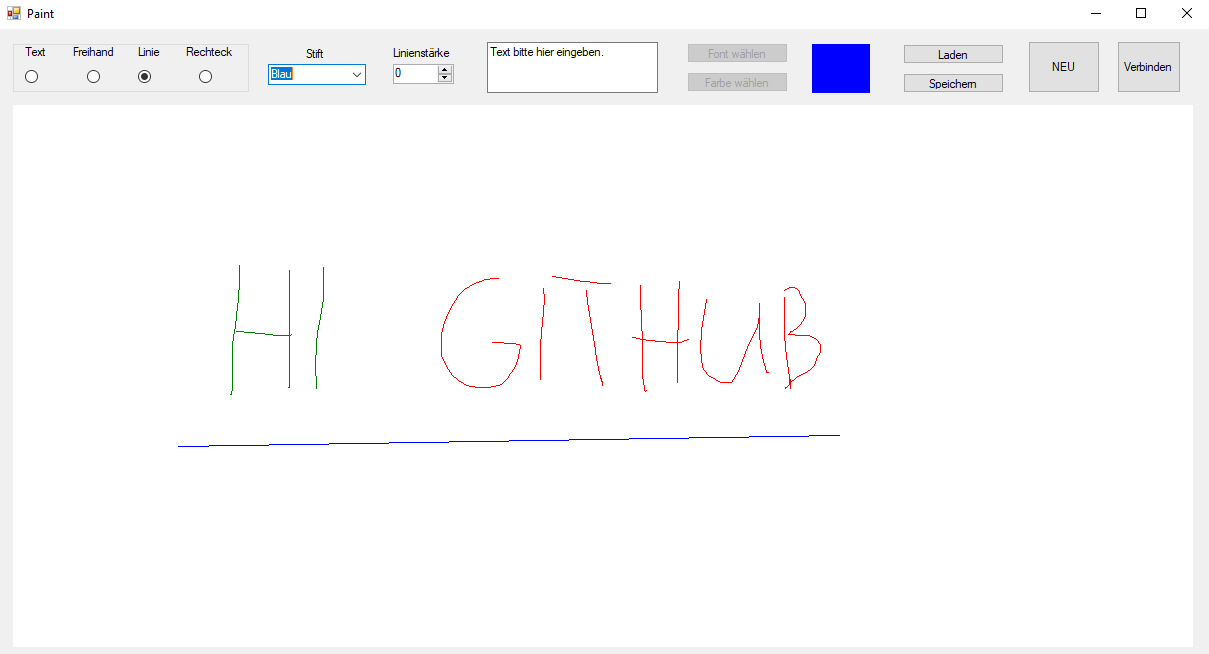 Paint
Text Freihand Linie Rechteck
Stift
Blau
Linienstärke
0
Text bitte hier eingeben.
Font wählen
Farbe wählen
Laden
Speichern
NEU
Verbinden
HI GITHUB